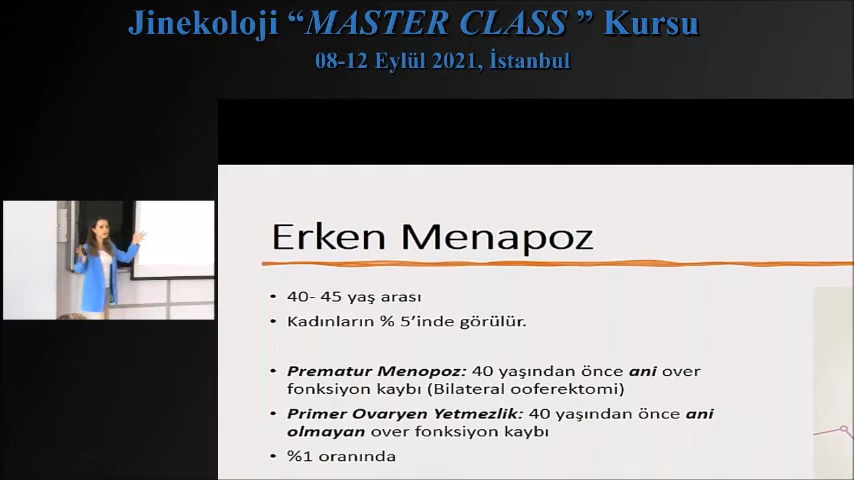 Jinekoloji “MASTER CLASS ” Kursu
08-12 Eylül 2021, İstanbul
Erken Menapoz
• 40- 45 yaş arası
• Kadınların % 5’inde görülür.
• Prematur Menopoz: 40 yaşından önce ani over
fonksiyon kaybı (Bilateral ooferektomi)
• Primer Ovaryen Yetmezlik: 40 yaşından önce ani
olmayan over fonksiyon kaybı
• %1 oranında